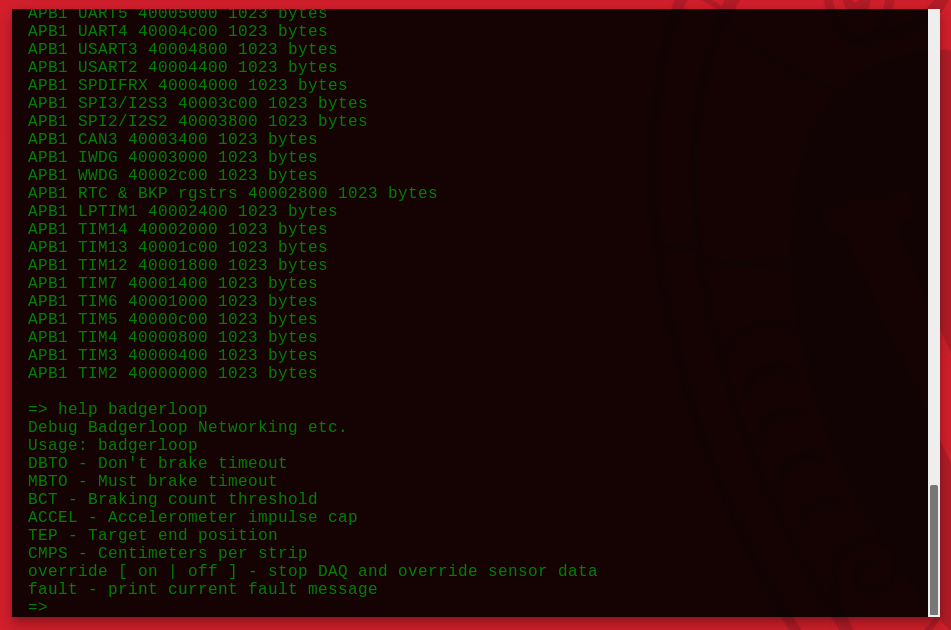 APB1 UART5 40005000 1023 bytes
APB1 UART4 40004c00 1023 bytes
APB1 USART3 40004800 1023 bytes
APB1 USART2 40004400 1023 bytes
APB1 SPDIFRX 40004000 1023 bytes
APB1 SPI3/I2S3 40003c00 1023 bytes
APB1 SPI2/I2S2 40003800 1023 bytes
APB1 CAN3 40003400 1023 bytes
APB1 IWDG 40003000 1023 bytes
APB1 WWDG 40002c00 1023 bytes
APB1 RTC & BKP rgstrs 40002800 1023 bytes
APB1 LPTIM1 40002400 1023 bytes
APB1 TIM14 40002000 1023 bytes
APB1 TIM13 40001c00 1023 bytes
APB1 TIM12 40001800 1023 bytes
APB1 TIM7 40001400 1023 bytes
APB1 TIM6 40001000 1023 bytes
APB1 TIM5 40000c00 1023 bytes
APB1 TIM4 40000800 1023 bytes
APB1 TIM3 40000400 1023 bytes
APB1 TIM2 40000000 1023 bytes
=> help badgerloop
Debug Badgerloop Networking etc.
Usage: badgerloop
DBTO - Don't brake timeout
MBTO - Must brake timeout
BCT - Braking count threshold
ACCEL - Accelerometer impulse cap
TEP - Target end position
CMPS - Centimeters per strip
override [ on | off ] - stop DAQ and override sensor data
fault - print current fault message
=>